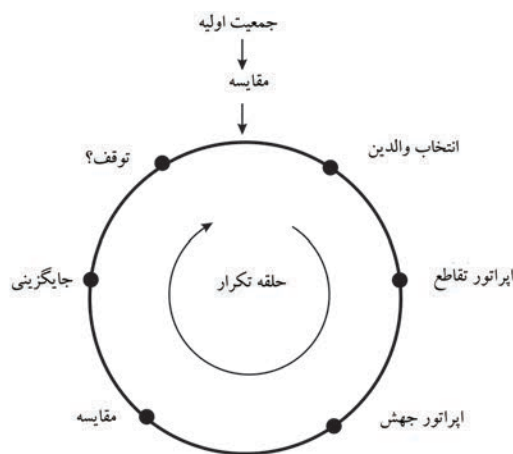 جمعیت اولیه
مقایسه
انتخاب والدین
توقف؟
اپراتور تقاطع
حلقه تکرار
جایگزینی
اپراتور جهش
مقایسه